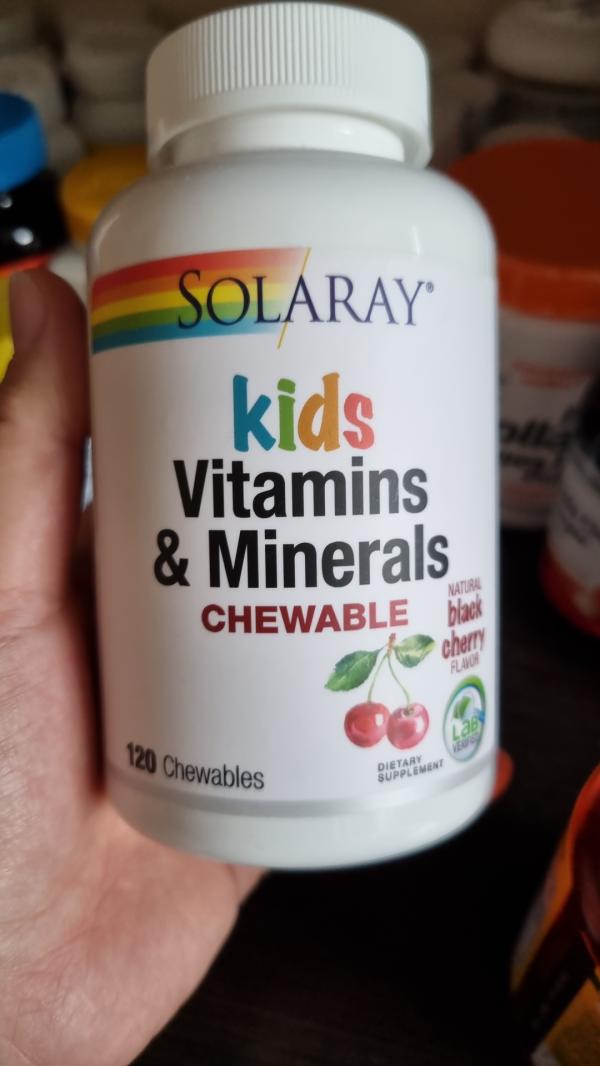 SOLARAY®
kids
Vitamins
& Minerals
CHEWABLE
NATURAL
black
cherry
FLAVOR
LAB
VERIFIED
120 Chewables
DIETARY
SUPPLEMENT